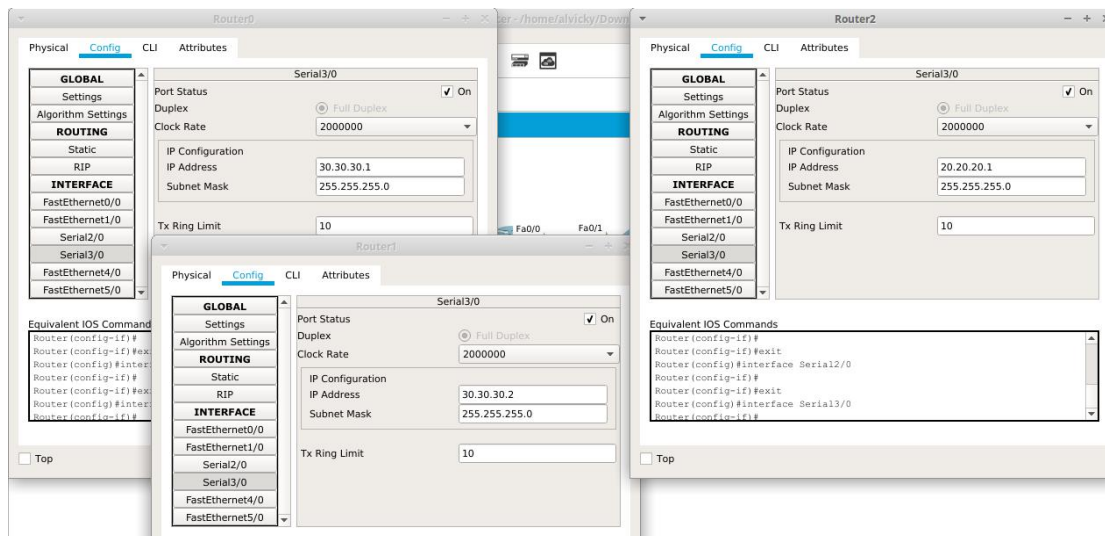 Router0
Physical Config CLI Attributes
GLOBAL
Settings
Algorithm Settings
ROUTING
Static
RIP
INTERFACE
FastEthernet0/0
FastEthernet1/0
Serial2/0
Serial3/0
FastEthernet4/0
FastEthernet5/0
Serial3/0
Port Status On
Duplex Full Duplex
Clock Rate 2000000
IP Configuration
IP Address 30.30.30.1
Subnet Mask 255.255.255.0
Tx Ring Limit 10
Equivalent IOS Command
Router(config-if)#
Router(config-if)#ex
Router(config)#inter
Router(config-if)#
Router(config-if)#ex
Router(config)#inter
Router(config-if)#
Top
ter - /home/alvicky/Down
Fa0/0 Fa0/1
Router1
Physical Config CLI Attributes
GLOBAL
Settings
Algorithm Settings
ROUTING
Static
RIP
INTERFACE
FastEthernet0/0
FastEthernet1/0
Serial2/0
Serial3/0
FastEthernet4/0
FastEthernet5/0
Serial3/0
Port Status On
Duplex Full Duplex
Clock Rate 2000000
IP Configuration
IP Address 30.30.30.2
Subnet Mask 255.255.255.0
Tx Ring Limit 10
Router2
Physical Config CLI Attributes
GLOBAL
Settings
Algorithm Settings
ROUTING
Static
RIP
INTERFACE
FastEthernet0/0
FastEthernet1/0
Serial2/0
Serial3/0
FastEthernet4/0
FastEthernet5/0
Serial3/0
Port Status On
Duplex Full Duplex
Clock Rate 2000000
IP Configuration
IP Address 20.20.20.1
Subnet Mask 255.255.255.0
Tx Ring Limit 10
Equivalent IOS Commands
Router(config-if)#
Router(config-if)#exit
Router(config)#interface Serial2/0
Router(config-if)#
Router(config-if)#exit
Router(config)#interface Serial3/0
Router(config-if)#
Top